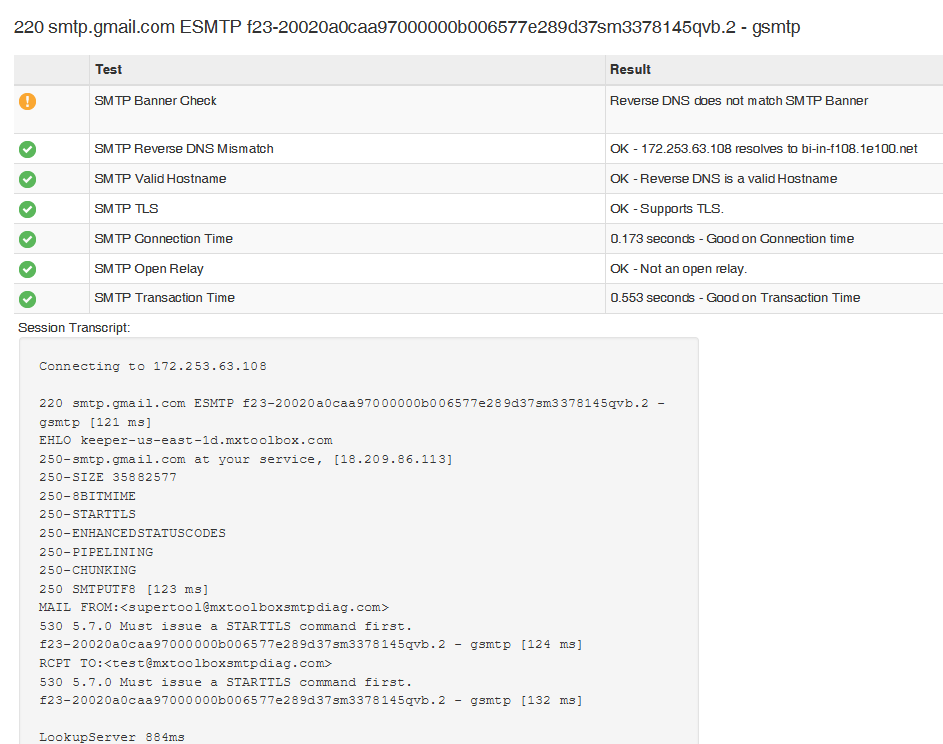 220 smtp.gmail.com ESMTP f23-20020a0caa97000000b006577e289d37sm3378145qvb.2 - gsmtp
Test Result
SMTP Banner Check Reverse DNS does not match SMTP Banner
SMTP Reverse DNS Mismatch OK - 172.253.63.108 resolves to bi-in-f108.1e100.net
SMTP Valid Hostname OK - Reverse DNS is a valid Hostname
SMTP TLS OK - Supports TLS.
SMTP Connection Time 0.173 seconds - Good on Connection time
SMTP Open Relay OK - Not an open relay.
SMTP Transaction Time 0.553 seconds - Good on Transaction Time
Session Transcript:
Connecting to 172.253.63.108
220 smtp.gmail.com ESMTP f23-20020a0caa97000000b006577e289d37sm3378145qvb.2 -
gsmtp [121 ms]
EHLO keeper-us-east-1d.mxtoolbox.com
250-smtp.gmail.com at your service, [18.209.86.113]
250-SIZE 35882577
250-8BITMIME
250-STARTTLS
250-ENHANCEDSTATUSCODES
250-PIPELINING
250-CHUNKING
250 SMTPUTF8 [123 ms]
MAIL FROM:<supertool@mxtoolboxsmtpdiag.com>
530 5.7.0 Must issue a STARTTLS command first.
f23-20020a0caa97000000b006577e289d37sm3378145qvb.2 - gsmtp [124 ms]
RCPT TO:<test@mxtoolboxsmtpdiag.com>
530 5.7.0 Must issue a STARTTLS command first.
f23-20020a0caa97000000b006577e289d37sm3378145qvb.2 - gsmtp [132 ms]
LookupServer 884ms